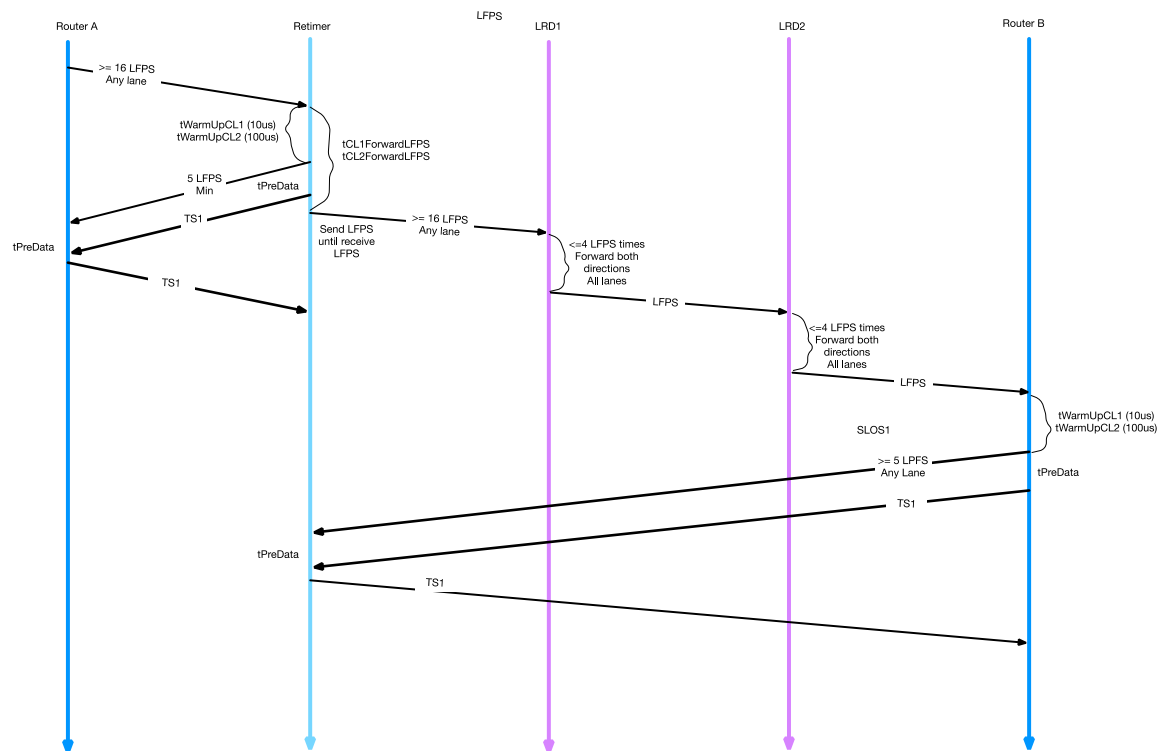 LFPS
Router A
Retimer
LRD1
LRD2
Router B
>= 16 LFPS
Any lane
tWarmUpCL1 (10us)
tWarmUpCL2 (100us)
tCL1ForwardLFPS
tCL2ForwardLFPS
5 LFPS
Min
tPreData
TS1
>= 16 LFPS
Any lane
Send LFPS
until receive
LFPS
tPreData
<=4 LFPS times
Forward both
directions
All lanes
TS1
LFPS
<=4 LFPS times
Forward both
directions
All lanes
LFPS
tWarmUpCL1 (10us)
tWarmUpCL2 (100us)
SLOS1
>= 5 LPFS
Any Lane
tPreData
TS1
tPreData
TS1